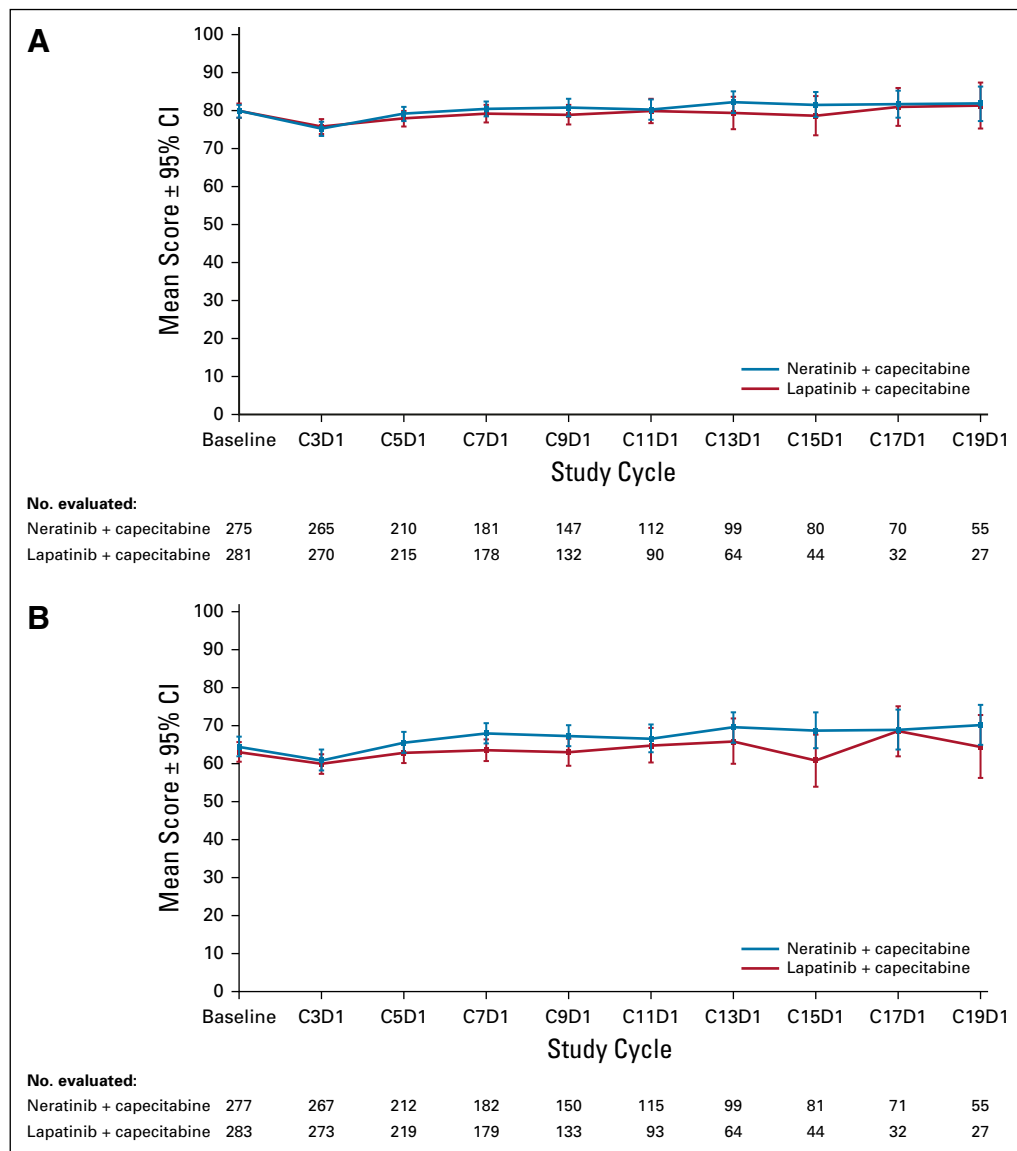 A
100
90
80
70
60
50
40
30
20
10
0
Mean Score ± 95% CI
Neratinib + capecitabine
Lapatinib + capecitabine
Baseline C3D1 C5D1 C7D1 C9D1 C11D1 C13D1 C15D1 C17D1 C19D1
Study Cycle
No. evaluated:
Neratinib + capecitabine 275 265 210 181 147 112 99 80 70 55
Lapatinib + capecitabine 281 270 215 178 132 90 64 44 32 27
B
100
90
80
70
60
50
40
30
20
10
0
Mean Score ± 95% CI
Neratinib + capecitabine
Lapatinib + capecitabine
Baseline C3D1 C5D1 C7D1 C9D1 C11D1 C13D1 C15D1 C17D1 C19D1
Study Cycle
No. evaluated:
Neratinib + capecitabine 277 267 212 182 150 115 99 81 71 55
Lapatinib + capecitabine 283 273 219 179 133 93 64 44 32 27